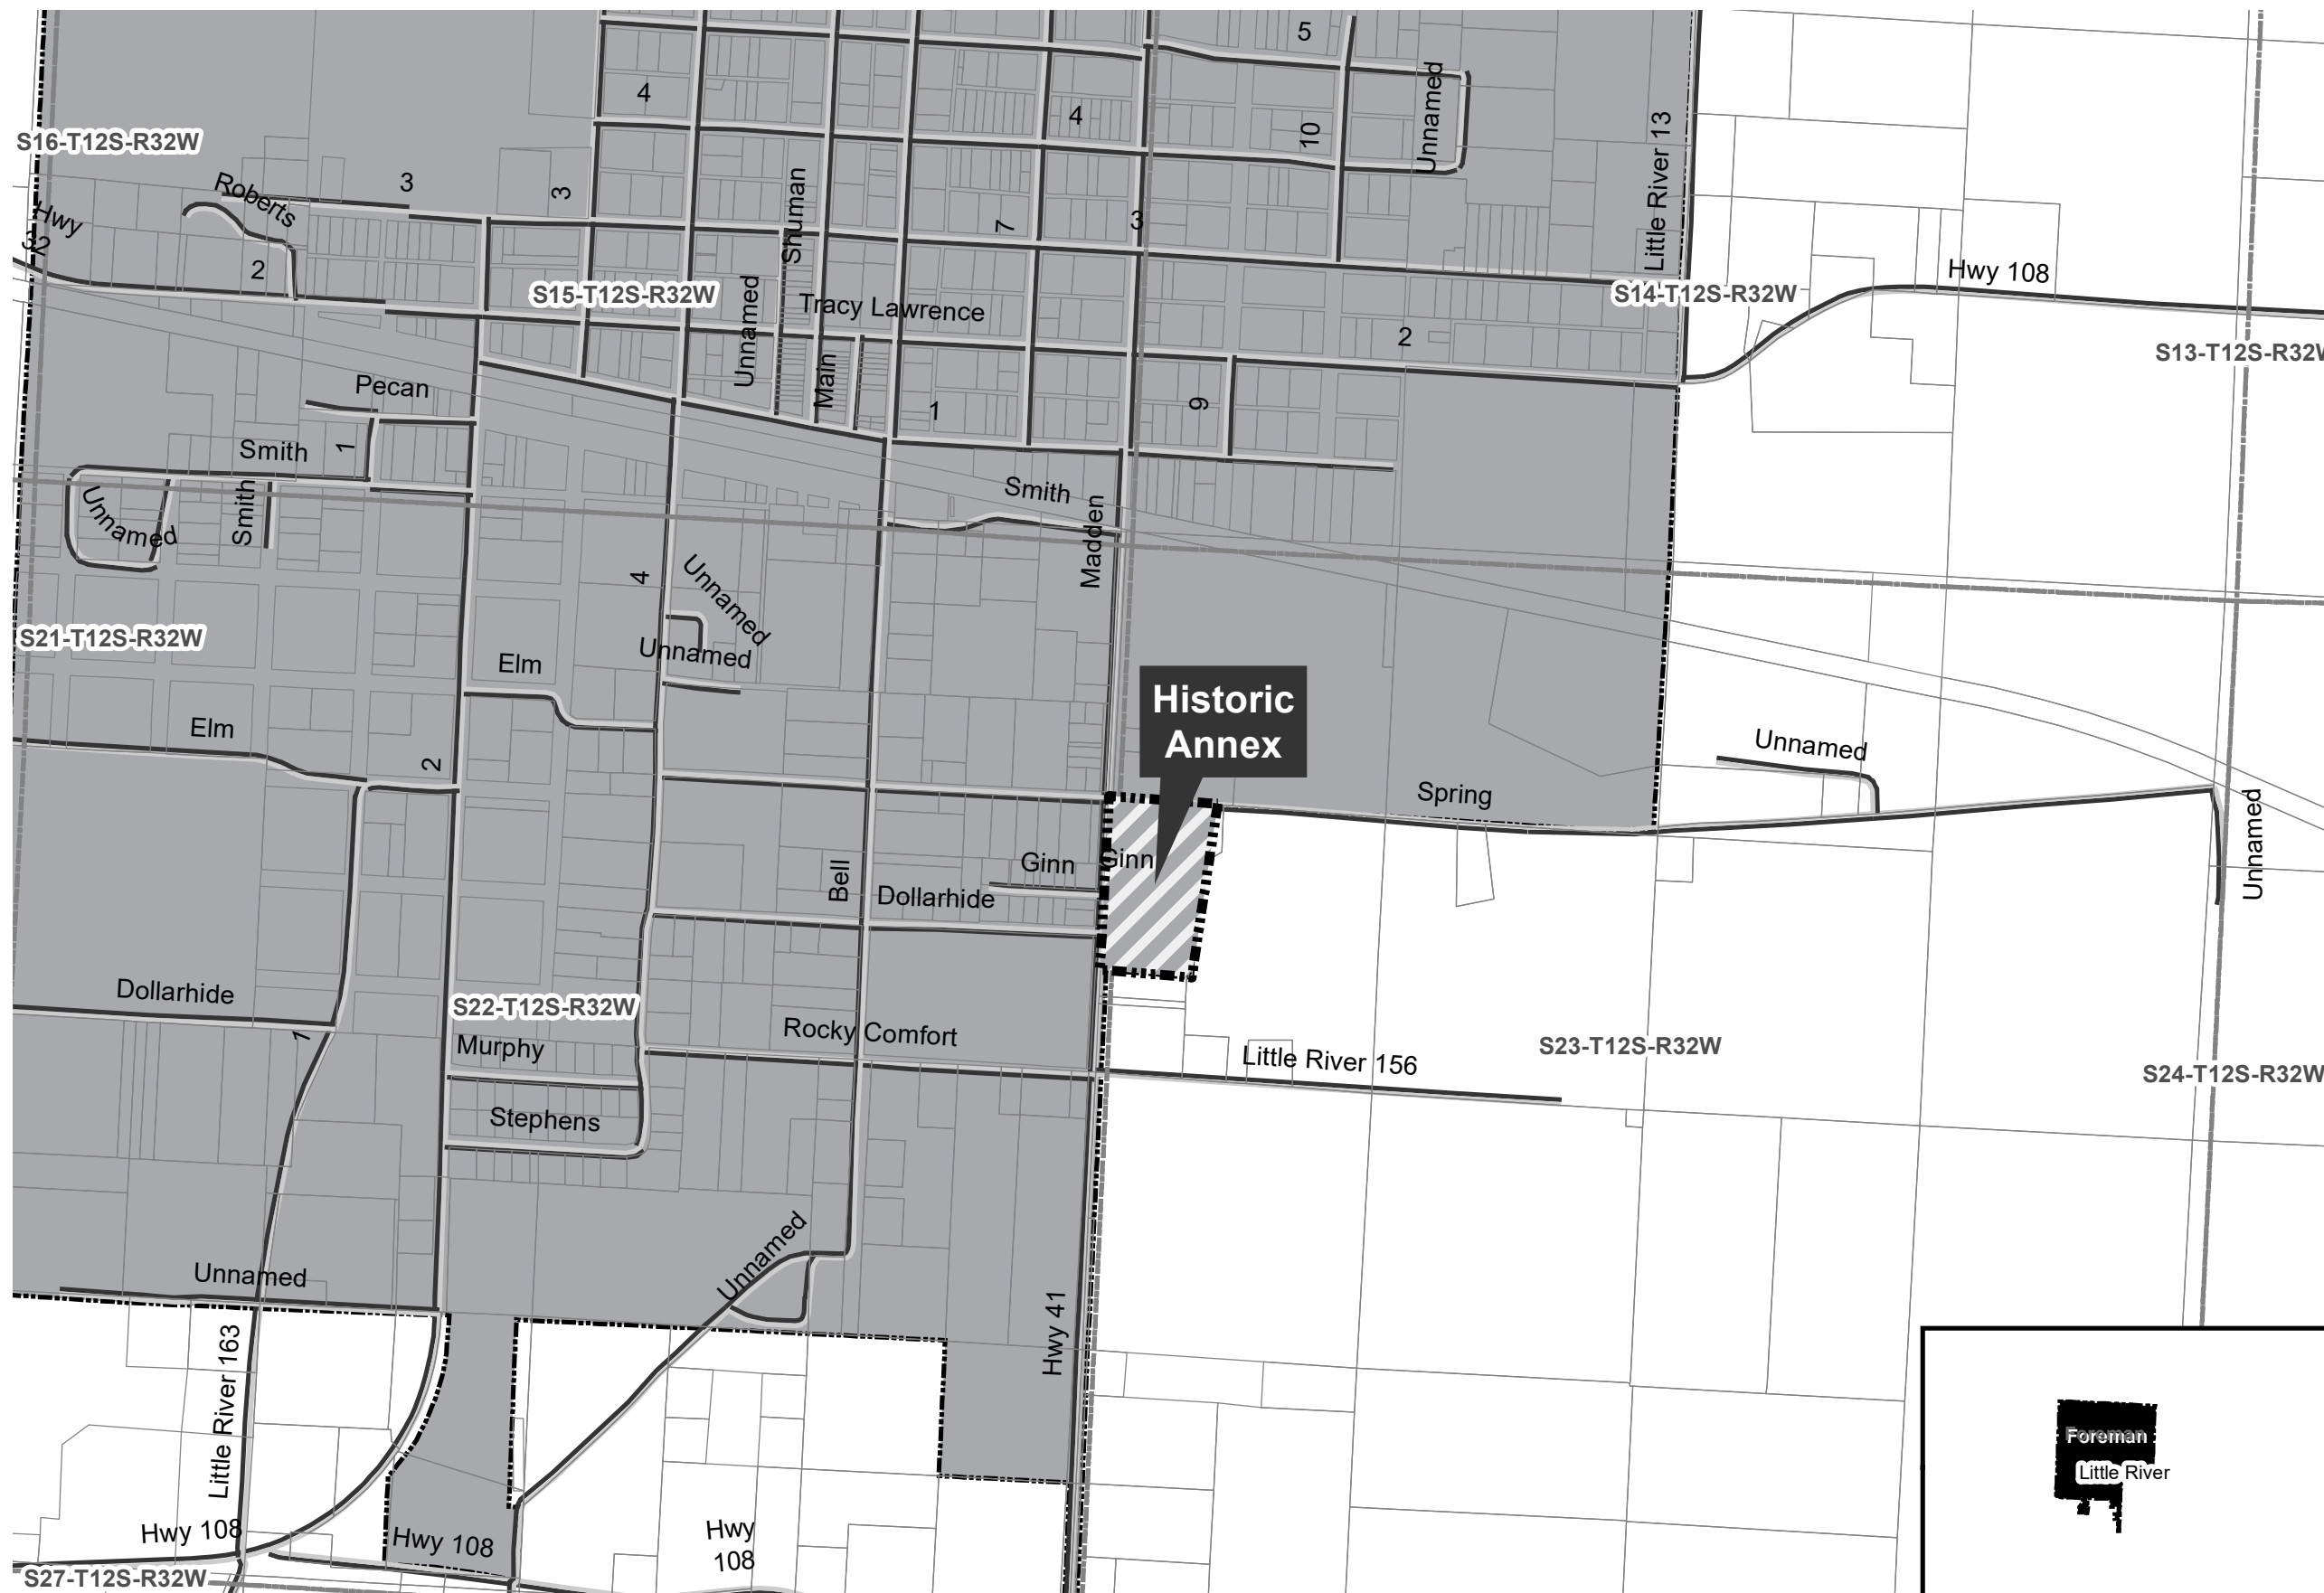 5
Unnamed
4
4
10
Little River 13
S16-T12S-R32W
Roberts
3
3
Shuman
7
3
Hwy
32
2
S15-T12S-R32W
Unnamed
Tracy Lawrence
S14-T12S-R32W
Hwy 108
2
S13-T12S-R32W
Pecan
Main
1
9
Smith
1
Smith
Unnamed
Smith
Madden
4
Unnamed
Unnamed
S21-T12S-R32W
Elm
Historic
Annex
Elm
2
Unnamed
Spring
Unnamed
Ginn
Ginn
Bell
Dollarhide
Dollarhide
1
S22-T12S-R32W
Rocky Comfort
Murphy
Little River 156
S23-T12S-R32W
S24-T12S-R32W
Stephens
Unnamed
Unnamed
Hwy 41
Little River 163
Foreman
Little River
Hwy 108
Hwy 108
Hwy
108
S27-T12S-R32W